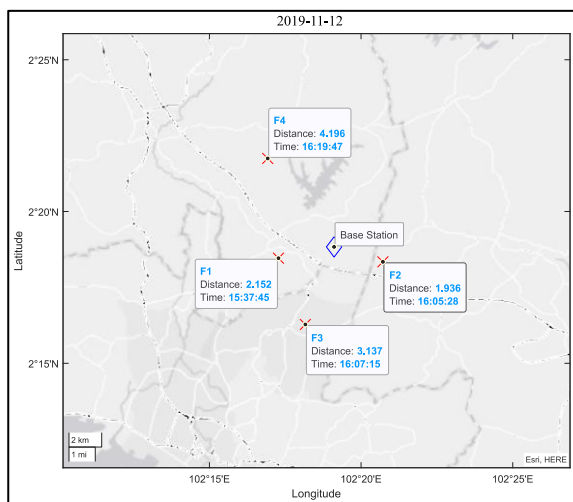 2019-11-12
2°25'N
F4
Distance: 4.196
Time: 16:19:47
2°20'N
Base Station
F1
Distance: 2.152
Time: 15:37:45
F2
Distance: 1.936
Time: 16:05:28
F3
Distance: 3.137
Time: 16:07:15
2°15'N
Latitude
2 km
1 mi
Esri, HERE
102°15'E
102°20'E
102°25'E
Longitude